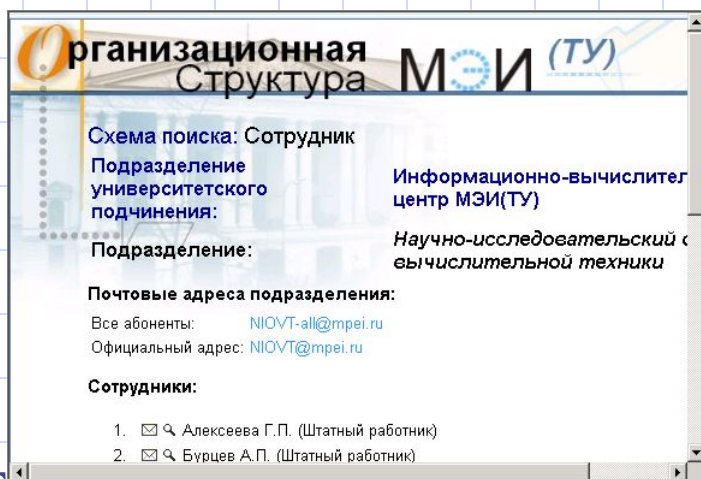 Организационная
Структура МЭИ (ТУ)
Схема поиска: Сотрудник
Подразделение
университетского
подчинения:
Информационно-вычислител
центр МЭИ(ТУ)
Подразделение:
Научно-исследовательский
вычислительной техники
Почтовые адреса подразделения:
Все абоненты: NIOVT-all@mpei.ru
Официальный адрес: NIOVT@mpei.ru
Сотрудники:
1. Алексеева Г.П. (Штатный работник)
2. Бурцев А.П. (Штатный работник)